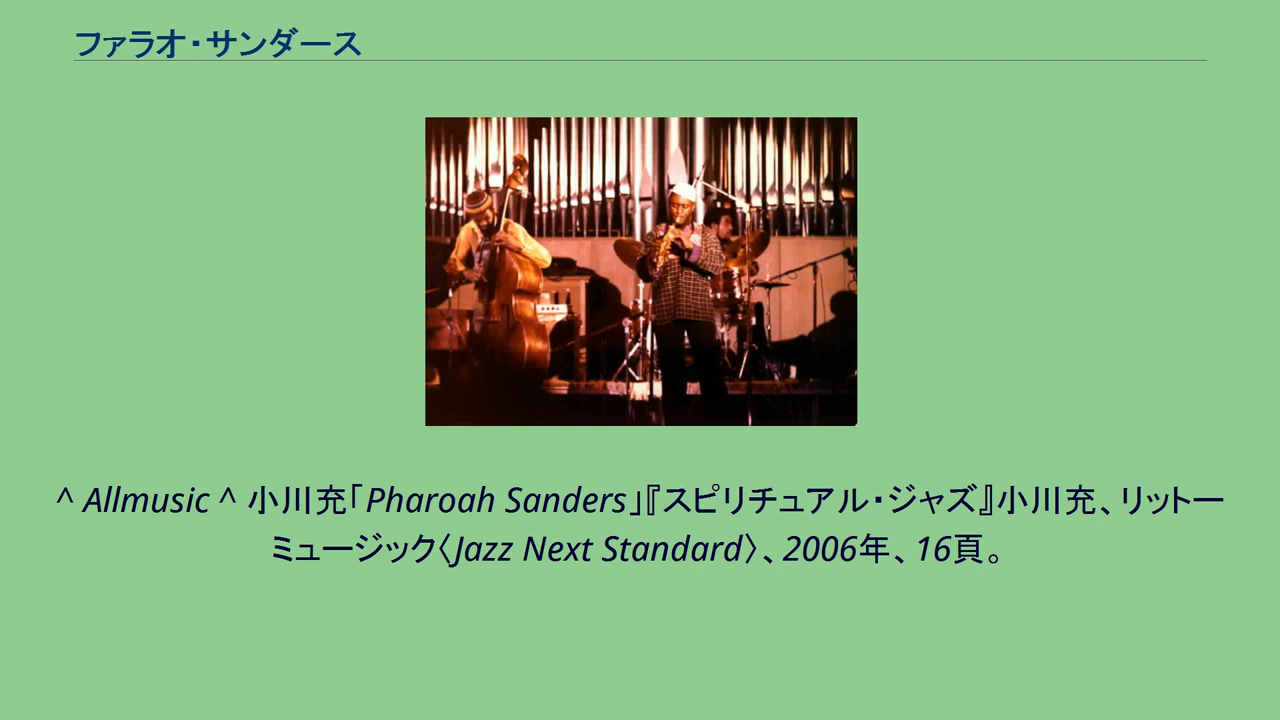 ファラオ・サンダース
^ Allmusic ^ 小川充「Pharoah Sanders」『スピリチュアル・ジャズ』小川充、リットー
ミュージック〈Jazz Next Standard〉、2006年、16頁。